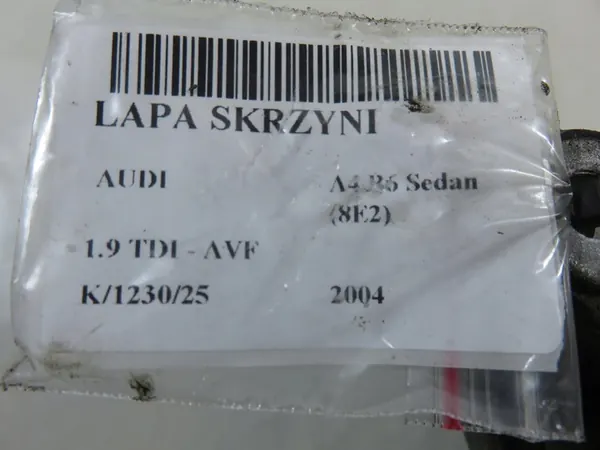 LAPA SKRZYNI
AUDI
A4 B6 Sedan
(8E2)
1.9 TDI - AVF
K/1230/25
2004